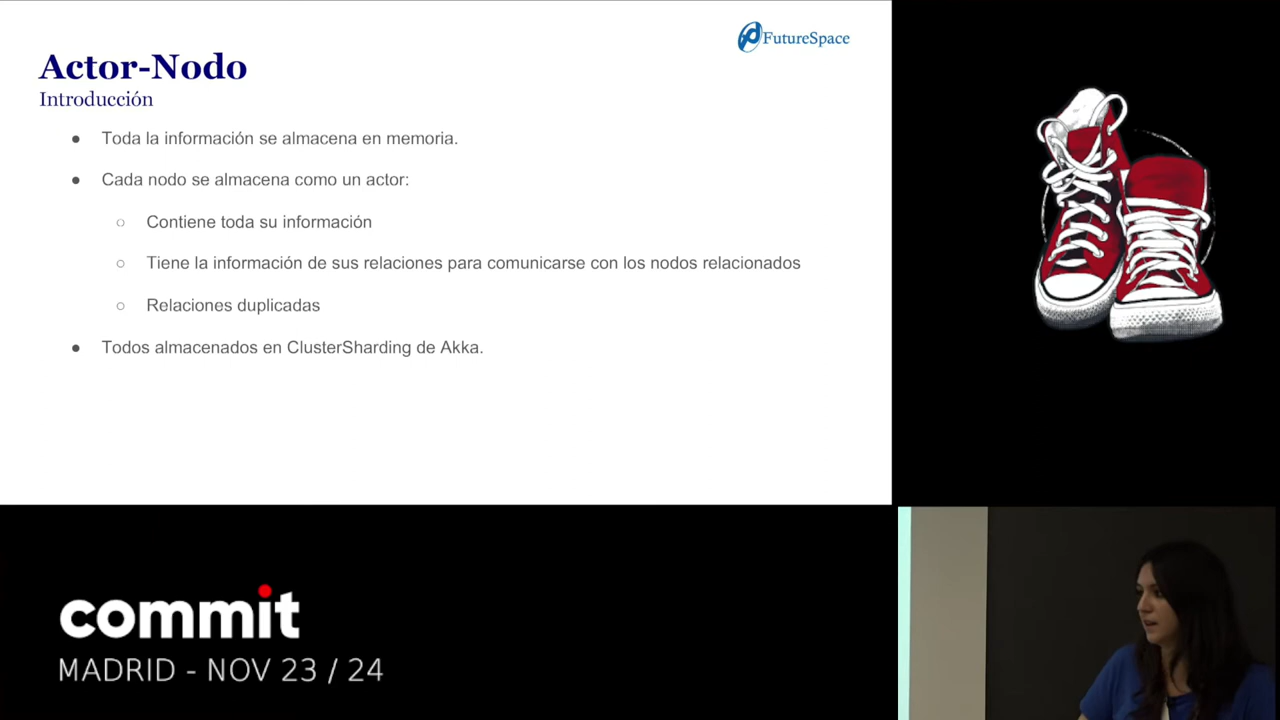 FutureSpace
Actor-Nodo
Introducción
● Toda la información se almacena en memoria.
● Cada nodo se almacena como un actor:
○ Contiene toda su información
○ Tiene la información de sus relaciones para comunicarse con los nodos relacionados
○ Relaciones duplicadas
● Todos almacenados en ClusterSharding de Akka.
commit
MADRID - NOV 23 / 24